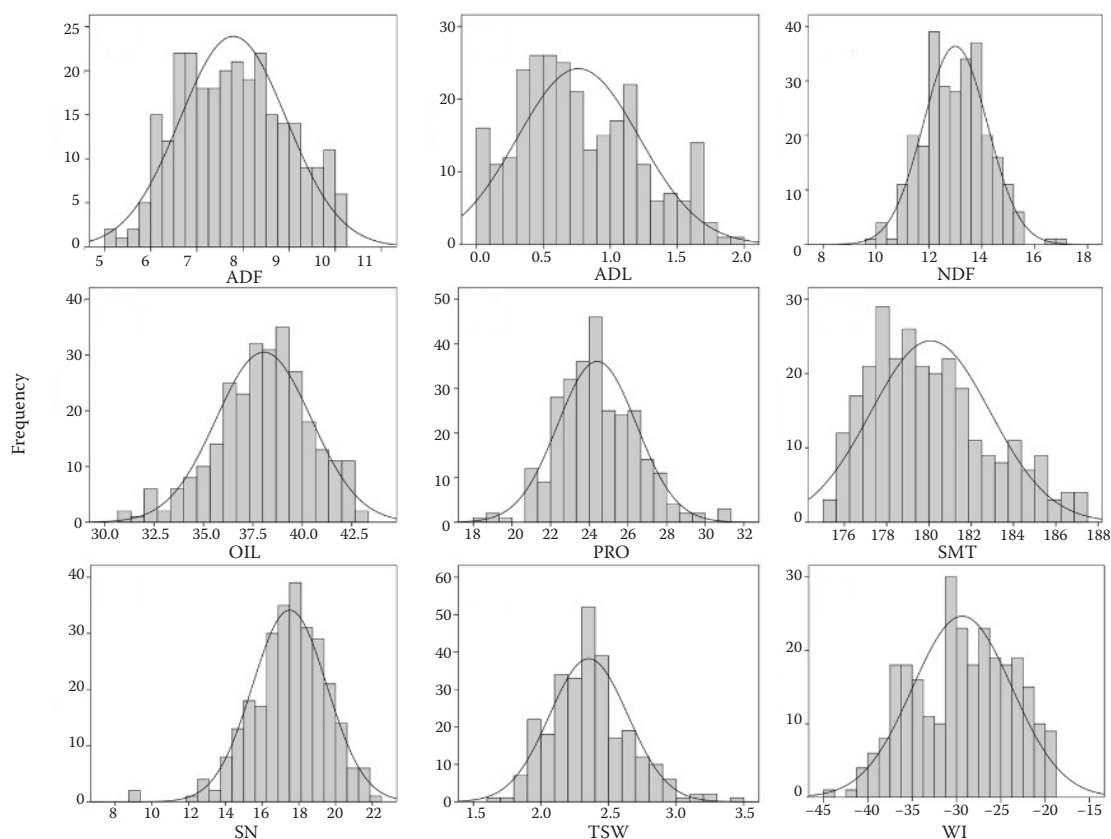 25
20
15
10
5
0
5 6 7 8 9 10 11
ADF
30
20
10
0
0.0 0.5 1.0 1.5 2.0
ADL
40
30
20
10
0
8 10 12 14 16 18
NDF
Frequency
40
30
20
10
0
30.0 32.5 35.0 37.5 40.0 42.5
OIL
50
40
30
20
10
0
18 20 22 24 26 28 30 32
PRO
30
20
10
0
176 178 180 182 184 186 188
SMT
40
30
20
10
0
8 10 12 14 16 18 20 22
SN
60
50
40
30
20
10
0
1.5 2.0 2.5 3.0 3.5
TSW
30
20
10
0
−45 −40 −35 −30 −25 −20 −15
WI